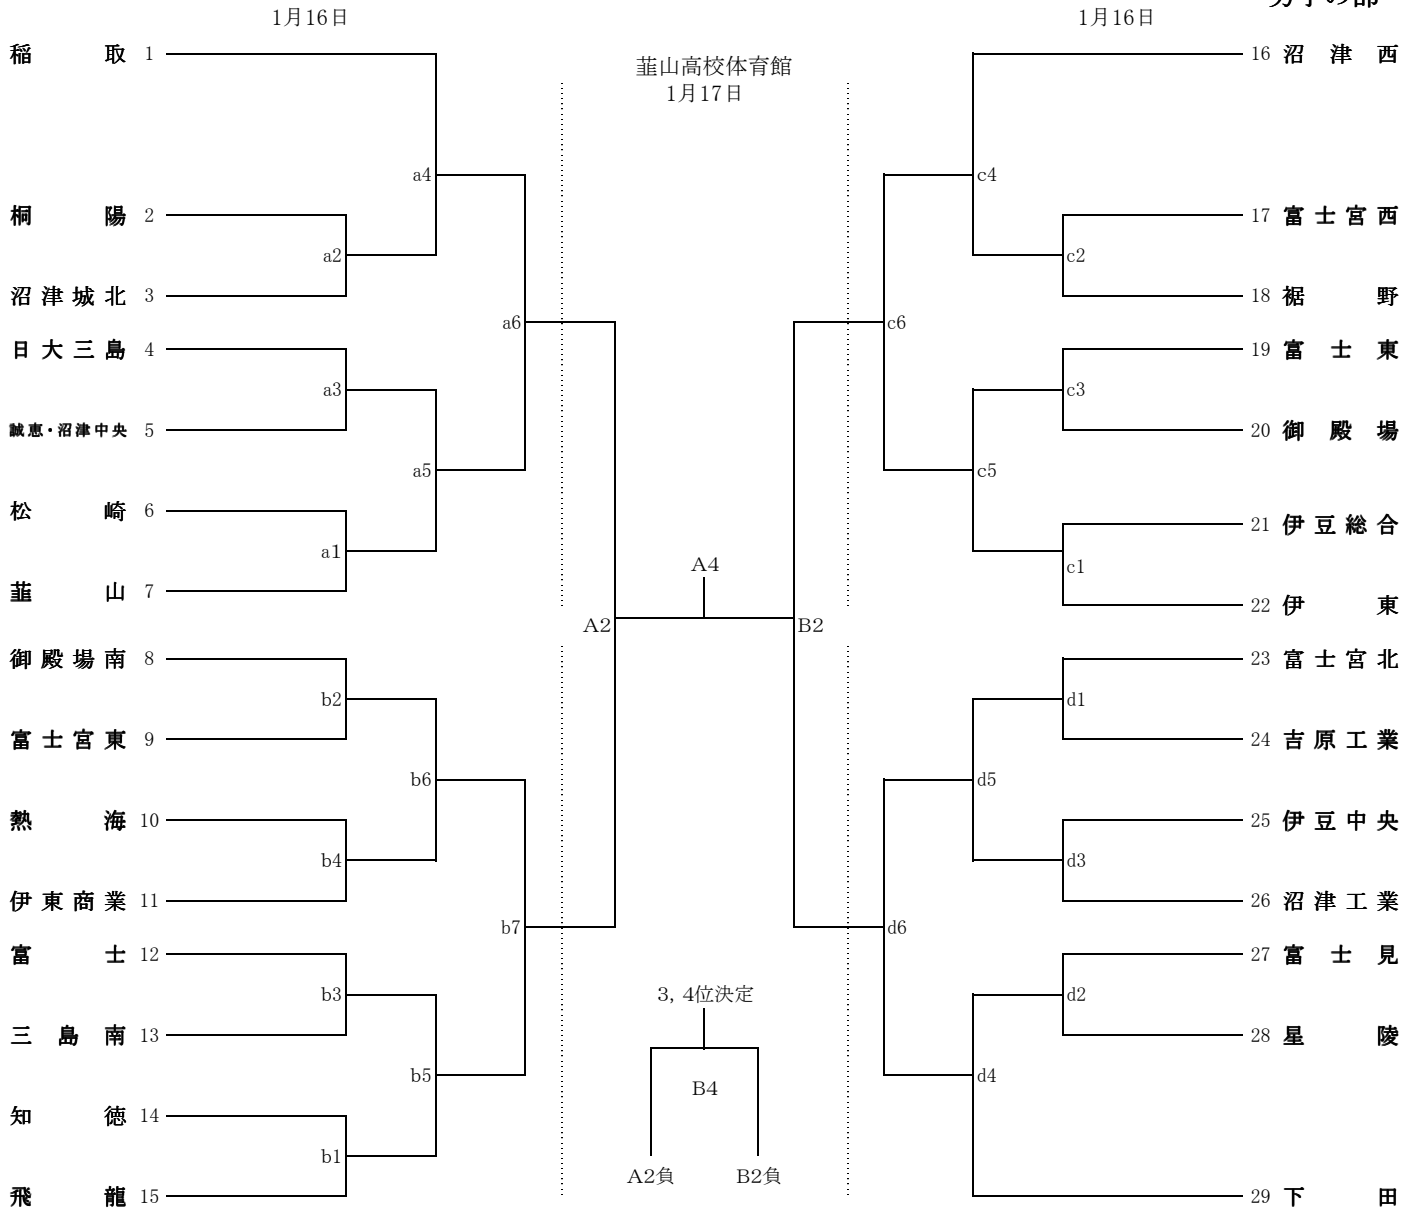 1月16日
稲取 1
桐陽 2
沼津城北 3
日大三島 4
誠恵・沼津中央 5
松崎 6
韮山 7
御殿場南 8
富士宮東 9
熱海 10
伊東商業 11
富士 12
三島南 13
知徳 14
飛龍 15
a4
a2
a6
a3
a5
a1
b2
b6
b4
b7
b3
b5
b1
韮山高校体育館
1月17日
A4
A2
B2
3, 4位決定
B4
A2負
B2負
1月16日
c4
c2
c6
c3
c5
c1
d1
d5
d3
d6
d2
d4
16 沼津西
17 富士宮西
18 裾野
19 富士東
20 御殿場
21 伊豆総合
22 伊東
23 富士宮北
24 吉原工業
25 伊豆中央
26 沼津工業
27 富士見
28 星陵
29 下田